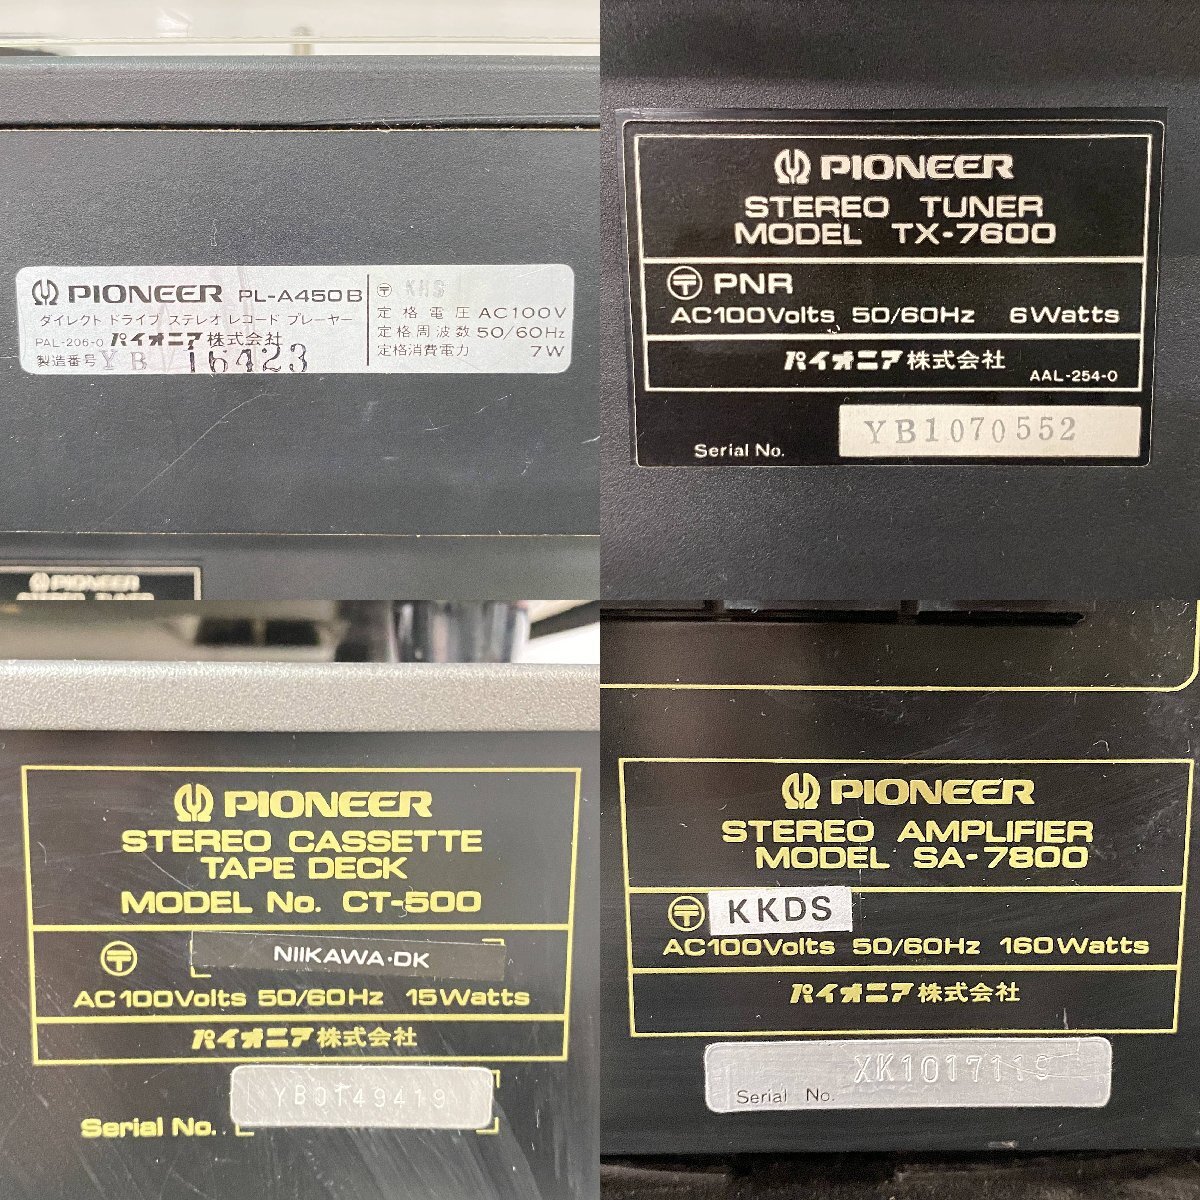 PIONEER PL-A450B
ダイレクト ドライブ ステレオ レコード プレーヤー
PAL-206-0 パイオニア株式会社
製造番号 YB 16423
〒 KHS
定格電圧 AC100V
定格周波数 50/60Hz
定格消費電力 7W
PIONEER
PIONEER
STEREO TUNER
MODEL TX-7600
〒 PNR
AC100Volts 50/60Hz 6Watts
パイオニア株式会社
AAL-254-0
Serial No. YB1070552
PIONEER
STEREO CASSETTE
TAPE DECK
MODEL No. CT-500
〒 NIIKAWA·DK
AC100Volts 50/60Hz 15Watts
パイオニア株式会社
Serial No. YB0149419
PIONEER
STEREO AMPLIFIER
MODEL SA-7800
〒 KKDS
AC100Volts 50/60Hz 160Watts
パイオニア株式会社
Serial No. XK1017119